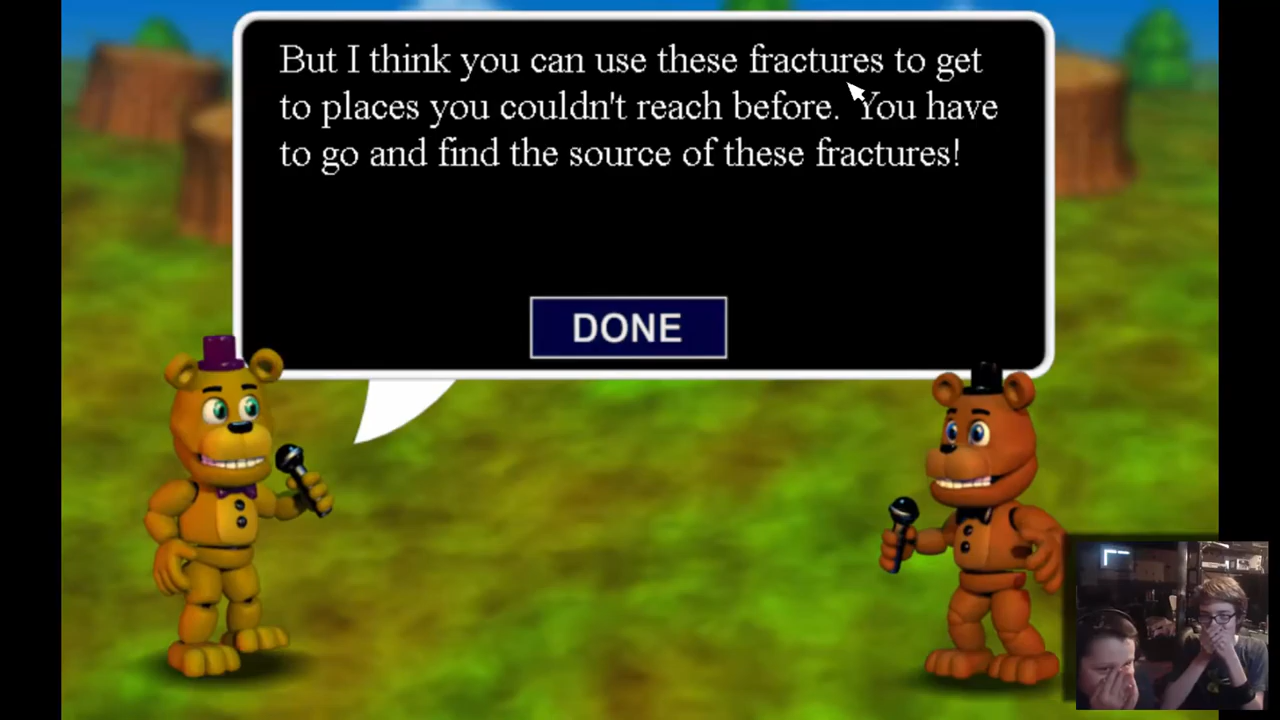 But I think you can use these fractures to get
to places you couldn't reach before. You have
to go and find the source of these fractures!
DONE